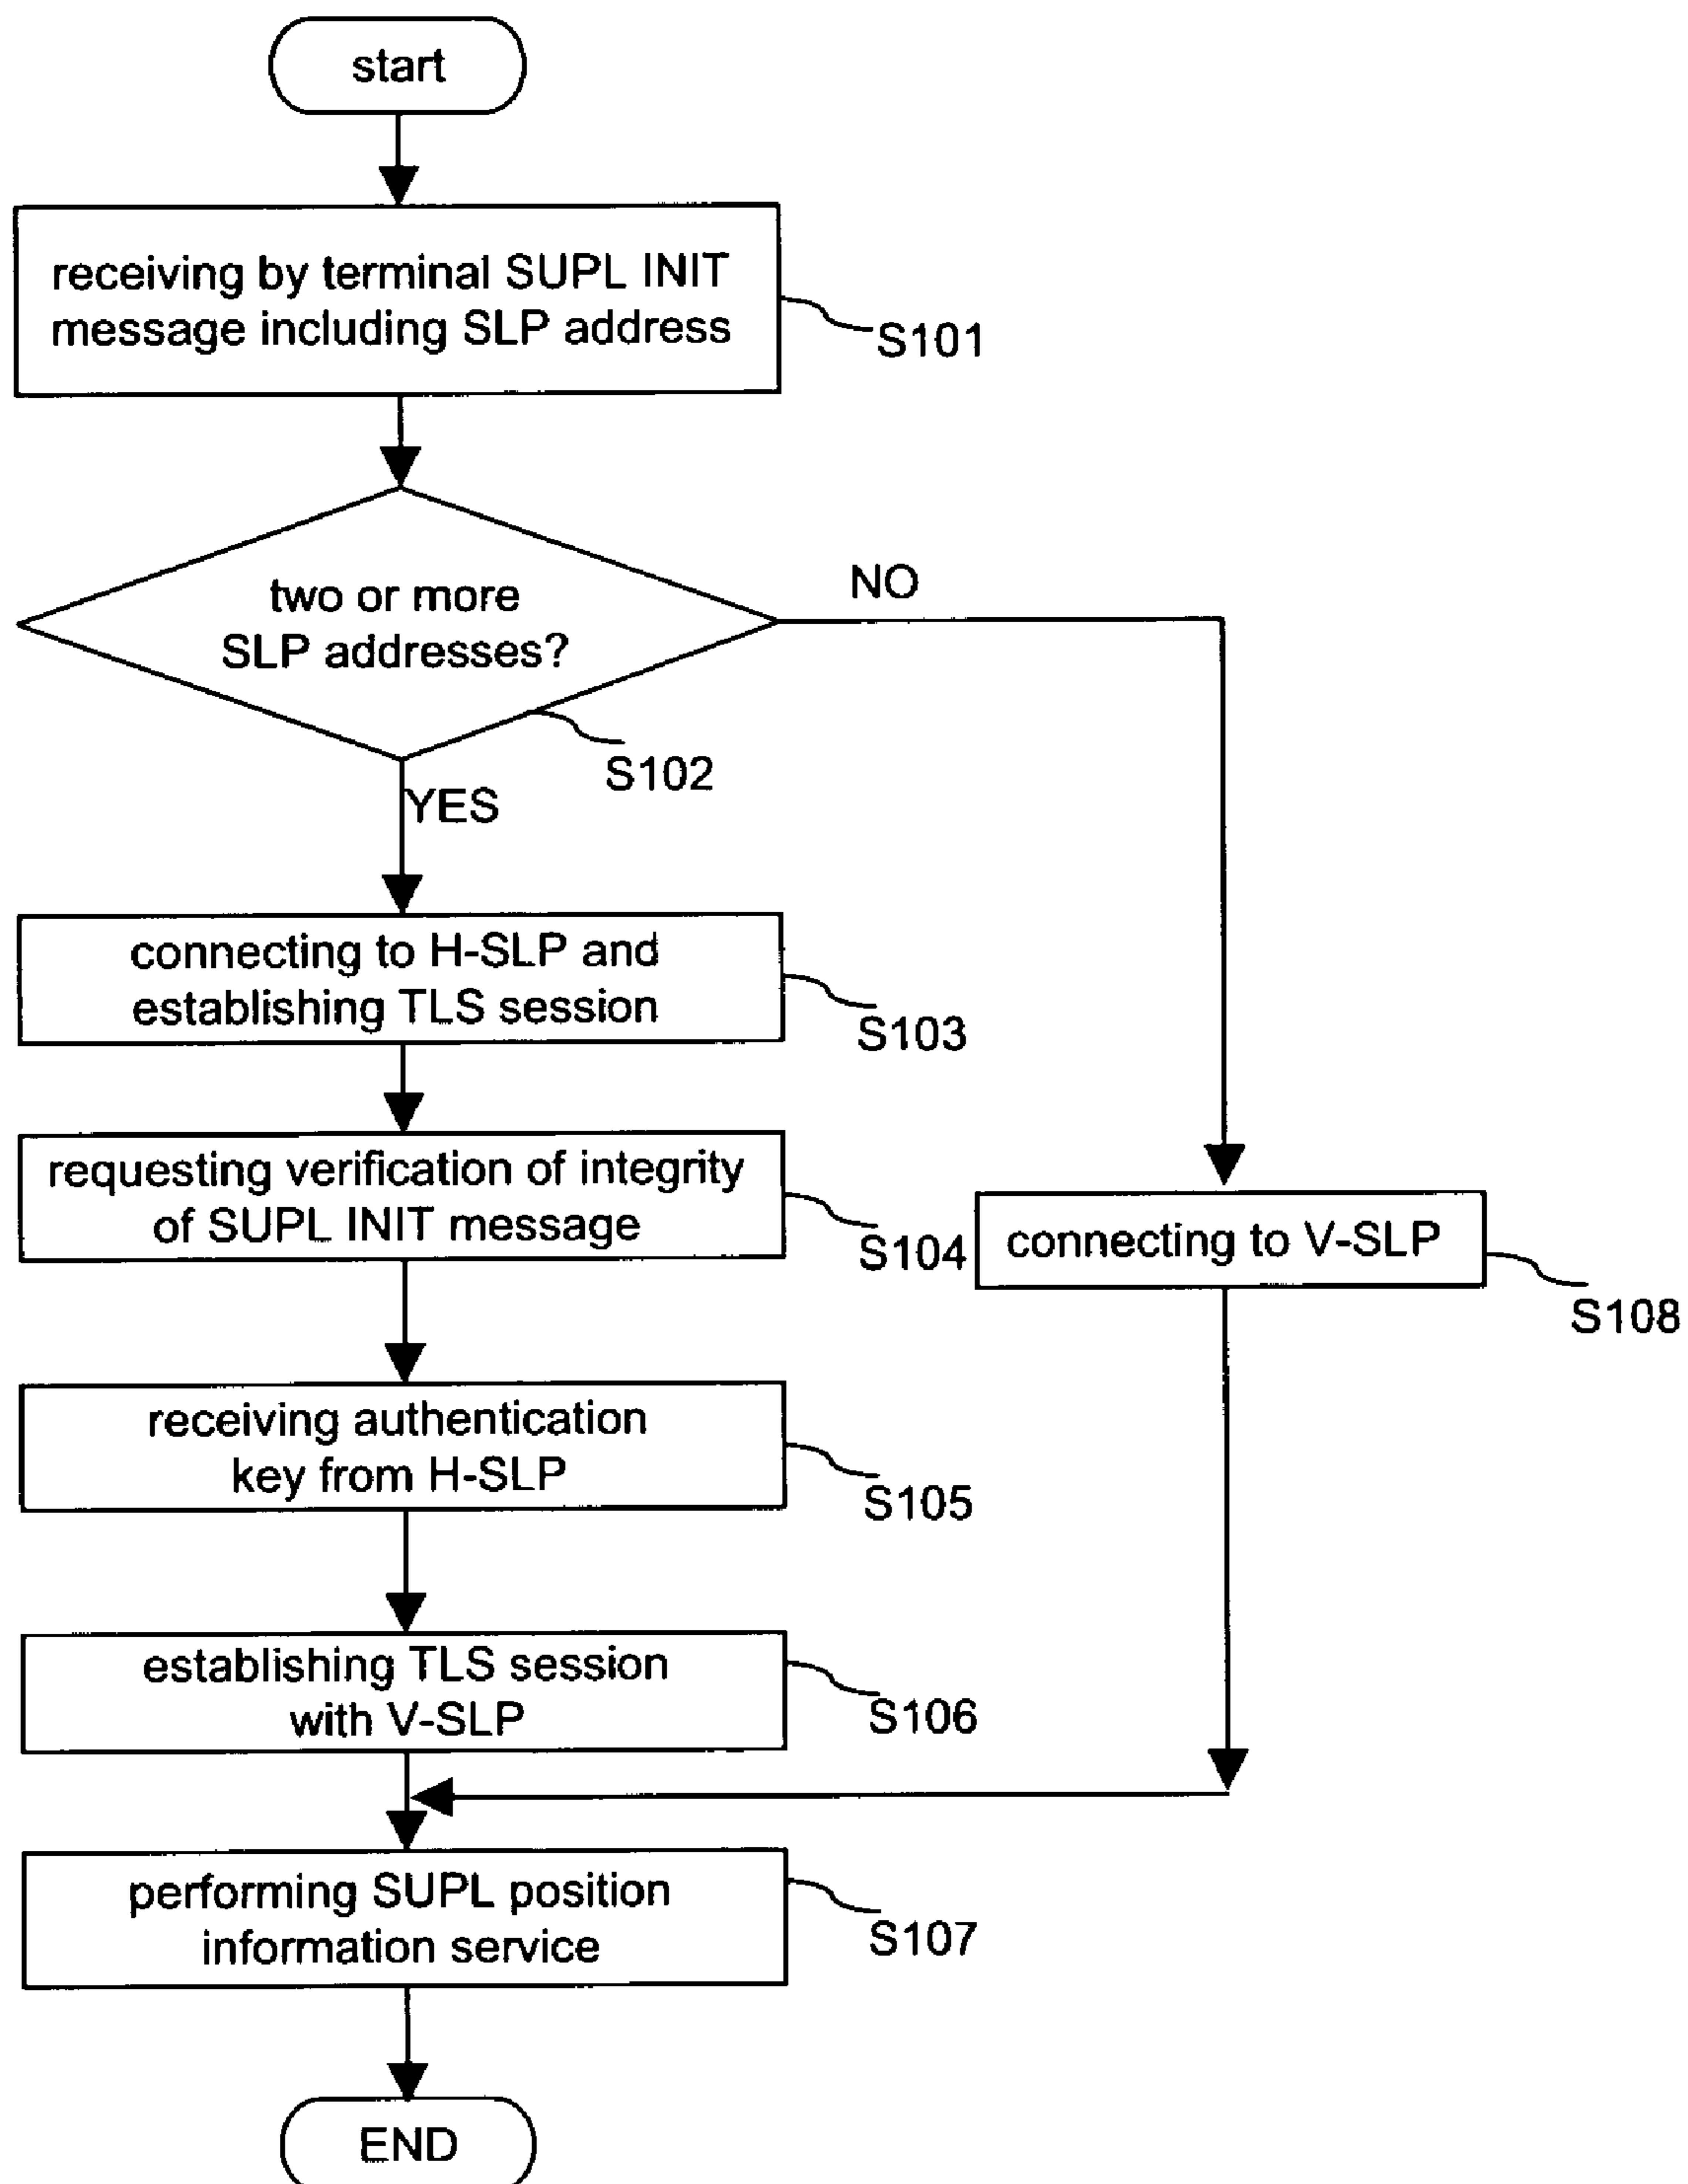 start
receiving by terminal SUPL INIT
message including SLP address
S101
two or more
SLP addresses?
NO
S102
YES
connecting to H-SLP and
establishing TLS session
S103
requesting verification of integrity
of SUPL INIT message
S104
connecting to V-SLP
S108
receiving authentication
key from H-SLP
S105
establishing TLS session
with V-SLP
S106
performing SUPL position
information service
S107
END